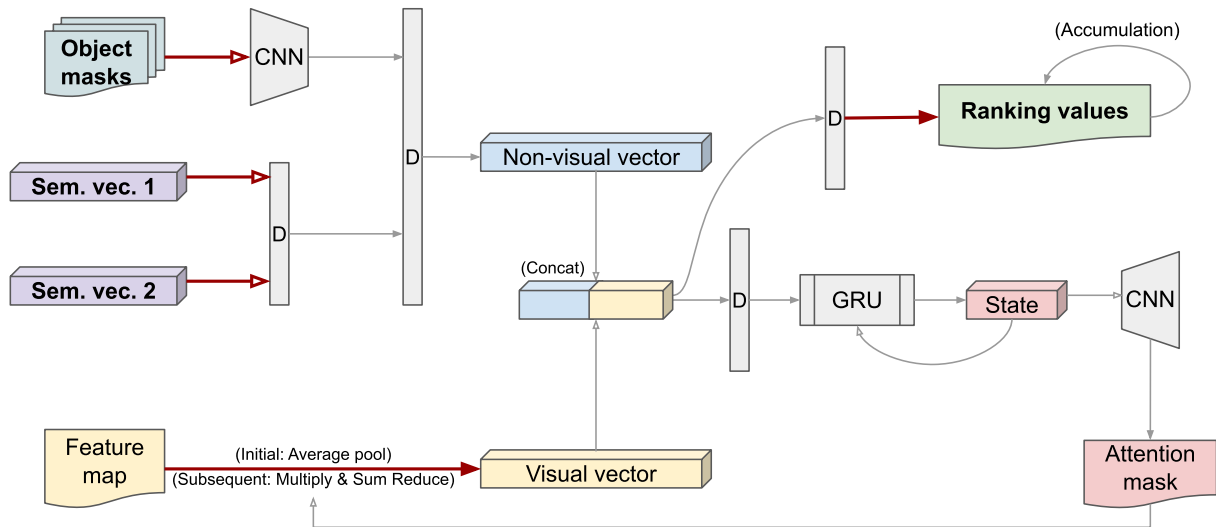 Object
masks
CNN
D
(Accumulation)
Ranking values
D
Non-visual vector
Sem. vec. 1
D
Sem. vec. 2
(Concat)
D
GRU
State
CNN
Feature
map
(Initial: Average pool)
(Subsequent: Multiply & Sum Reduce)
Visual vector
Attention
mask